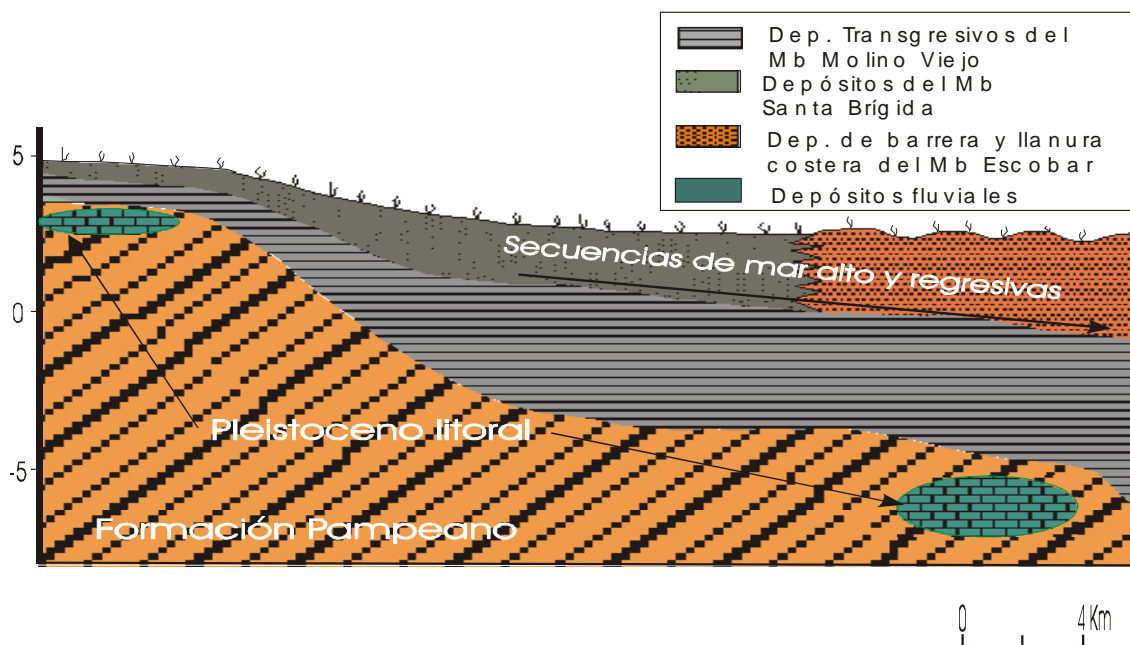 Dep. Transgresivos del
Mb Molino Viejo
Depósitos del Mb
Santa Brígida
Dep. de barrera y llanura
costera del Mb Escobar
Depósitos fluviales
5
Secuencias de mar alto y regresivas
0
Pleistoceno litoral
-5
Formación Pampeano
0 4 Km